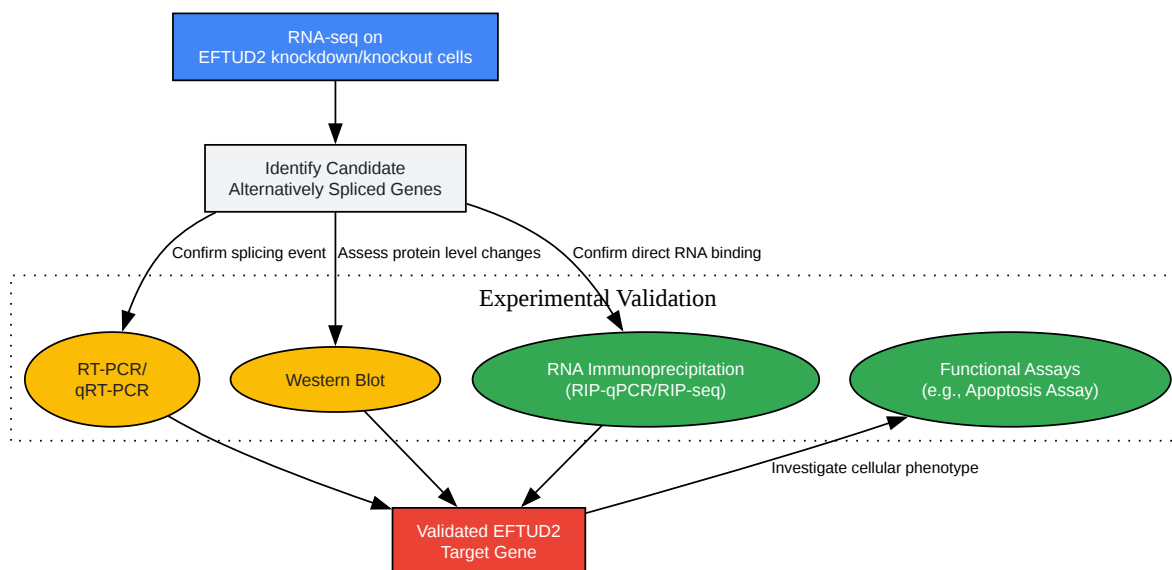 RNA-seq on
EFTUD2 knockdown/knockout cells
Identify Candidate
Alternatively Spliced Genes
Confirm splicing event
Assess protein level changes
Confirm direct RNA binding
Experimental Validation
RT-PCR/
qRT-PCR
Western Blot
RNA Immunoprecipitation
(RIP-qPCR/RIP-seq)
Functional Assays
(e.g., Apoptosis Assay)
Investigate cellular phenotype
Validated EFTUD2
Target Gene